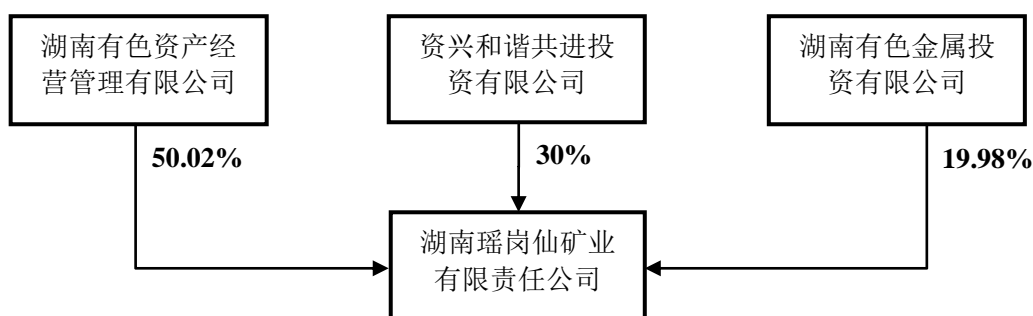 湖南有色资产经
营管理有限公司
资兴和谐共进投
资有限公司
湖南有色金属投
资有限公司
50.02%
30%
19.98%
湖南瑶岗仙矿业
有限责任公司